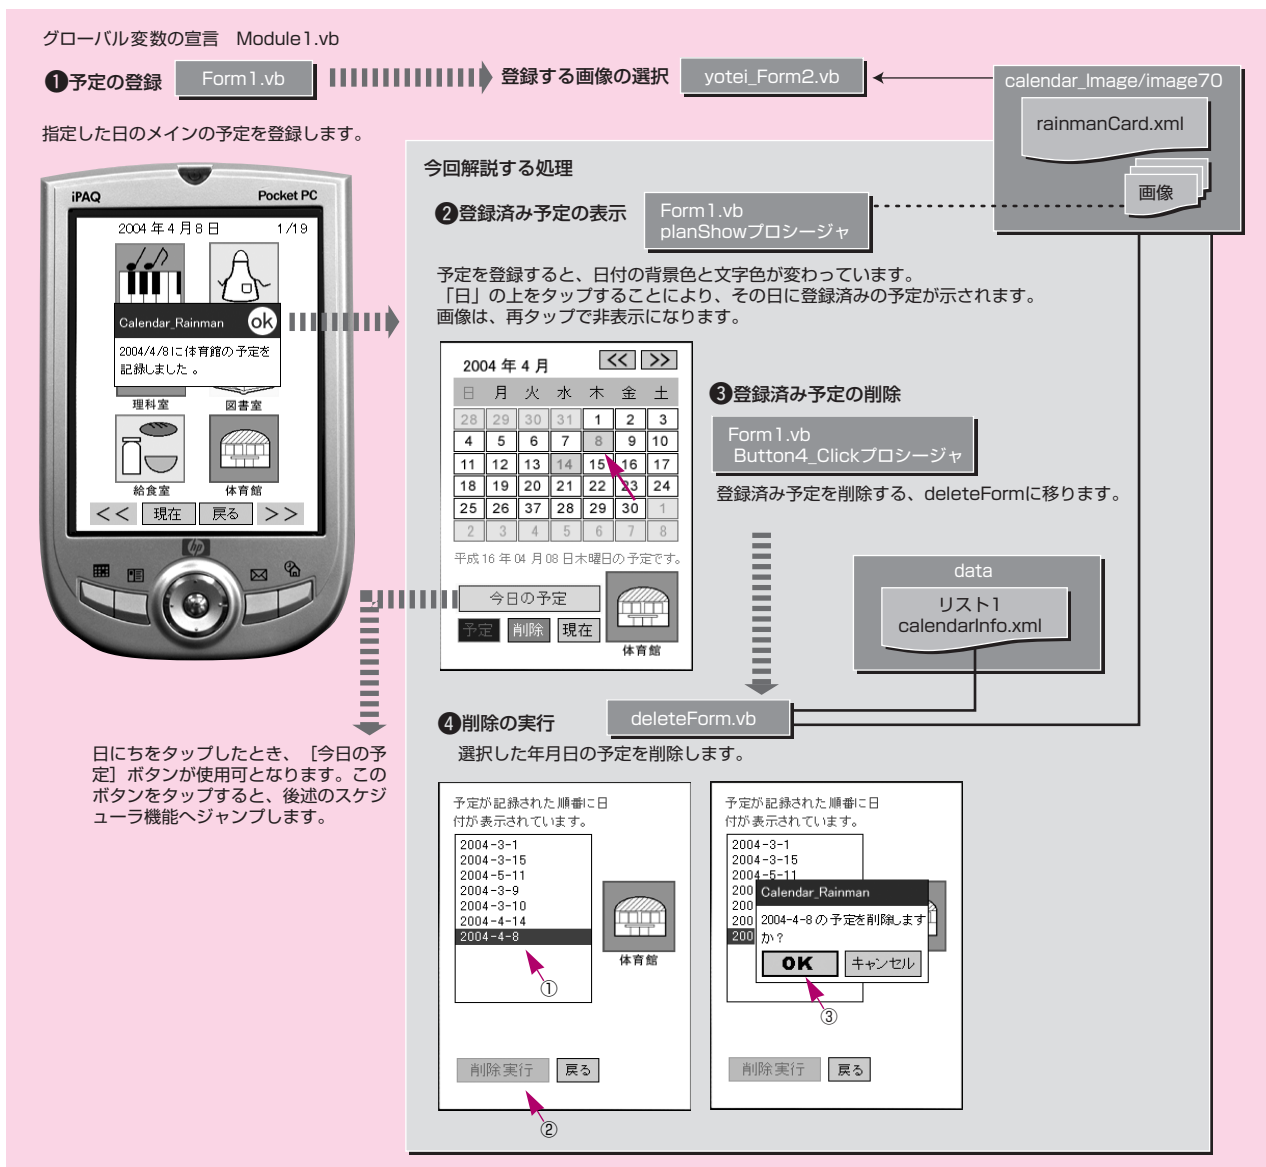 グローバル変数の宣言　Module1.vb
❶予定の登録
Form1.vb
登録する画像の選択
yotei_Form2.vb
calendar_Image/image70
rainmanCard.xml
画像
指定した日のメインの予定を登録します。
iPAQ
Pocket PC
2004 年 4 月 8 日
1/19
Calendar_Rainman
ok
2004/4/8に体育館の予定を
記録しました 。
理科室
図書室
給食室
体育館
<<
現在
戻る
>>
hp
今回解説する処理
❷登録済み予定の表示
Form1.vb
planShowプロシージャ
予定を登録すると、日付の背景色と文字色が変わっています。
「日」の上をタップすることにより、その日に登録済みの予定が示されます。
画像は、再タップで非表示になります。
2004 年 4 月
<<
>>
日 月 火 水 木 金 土
28 29 30 31 1 2 3
4 5 6 7 8 9 10
11 12 13 14 15 16 17
18 19 20 21 22 23 24
25 26 37 28 29 30 1
2 3 4 5 6 7 8
平成 16 年 04 月 08 日木曜日の予定です。
今日の予定
予定
削除
現在
体育館
❸登録済み予定の削除
Form1.vb
Button4_Clickプロシージャ
登録済み予定を削除する、deleteFormに移ります。
data
リスト1
calendarInfo.xml
日にちをタップしたとき、［今日の予
定］ボタンが使用可となります。この
ボタンをタップすると、後述のスケジ
ューラ機能へジャンプします。
❹削除の実行
deleteForm.vb
選択した年月日の予定を削除します。
予定が記録された順番に日
付が表示されています。
2004-3-1
2004-3-15
2004-5-11
2004-3-9
2004-3-10
2004-4-14
2004-4-8
体育館
①
削除実行
戻る
②
予定が記録された順番に日
付が表示されています。
2004-3-1
2004-3-15
2004-5-11
200
200
200
200
Calendar_Rainman
2004-4-8 の予定を削除します
か？
OK
キャンセル
③
削除実行
戻る